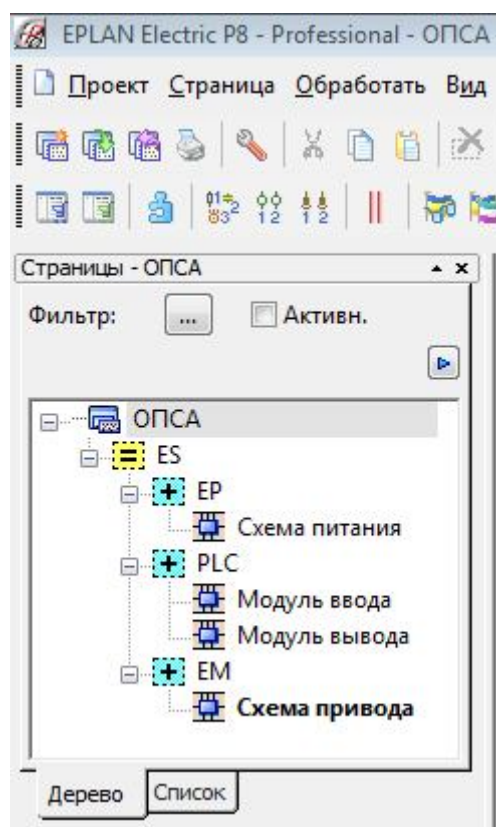 EPLAN Electric P8 - Professional - ОПСА
Проект Страница Обработать Вид
Страницы - ОПСА
Фильтр: ... Активн.
ОПСА
ES
EP
Схема питания
PLC
Модуль ввода
Модуль вывода
EM
Схема привода
Дерево Список